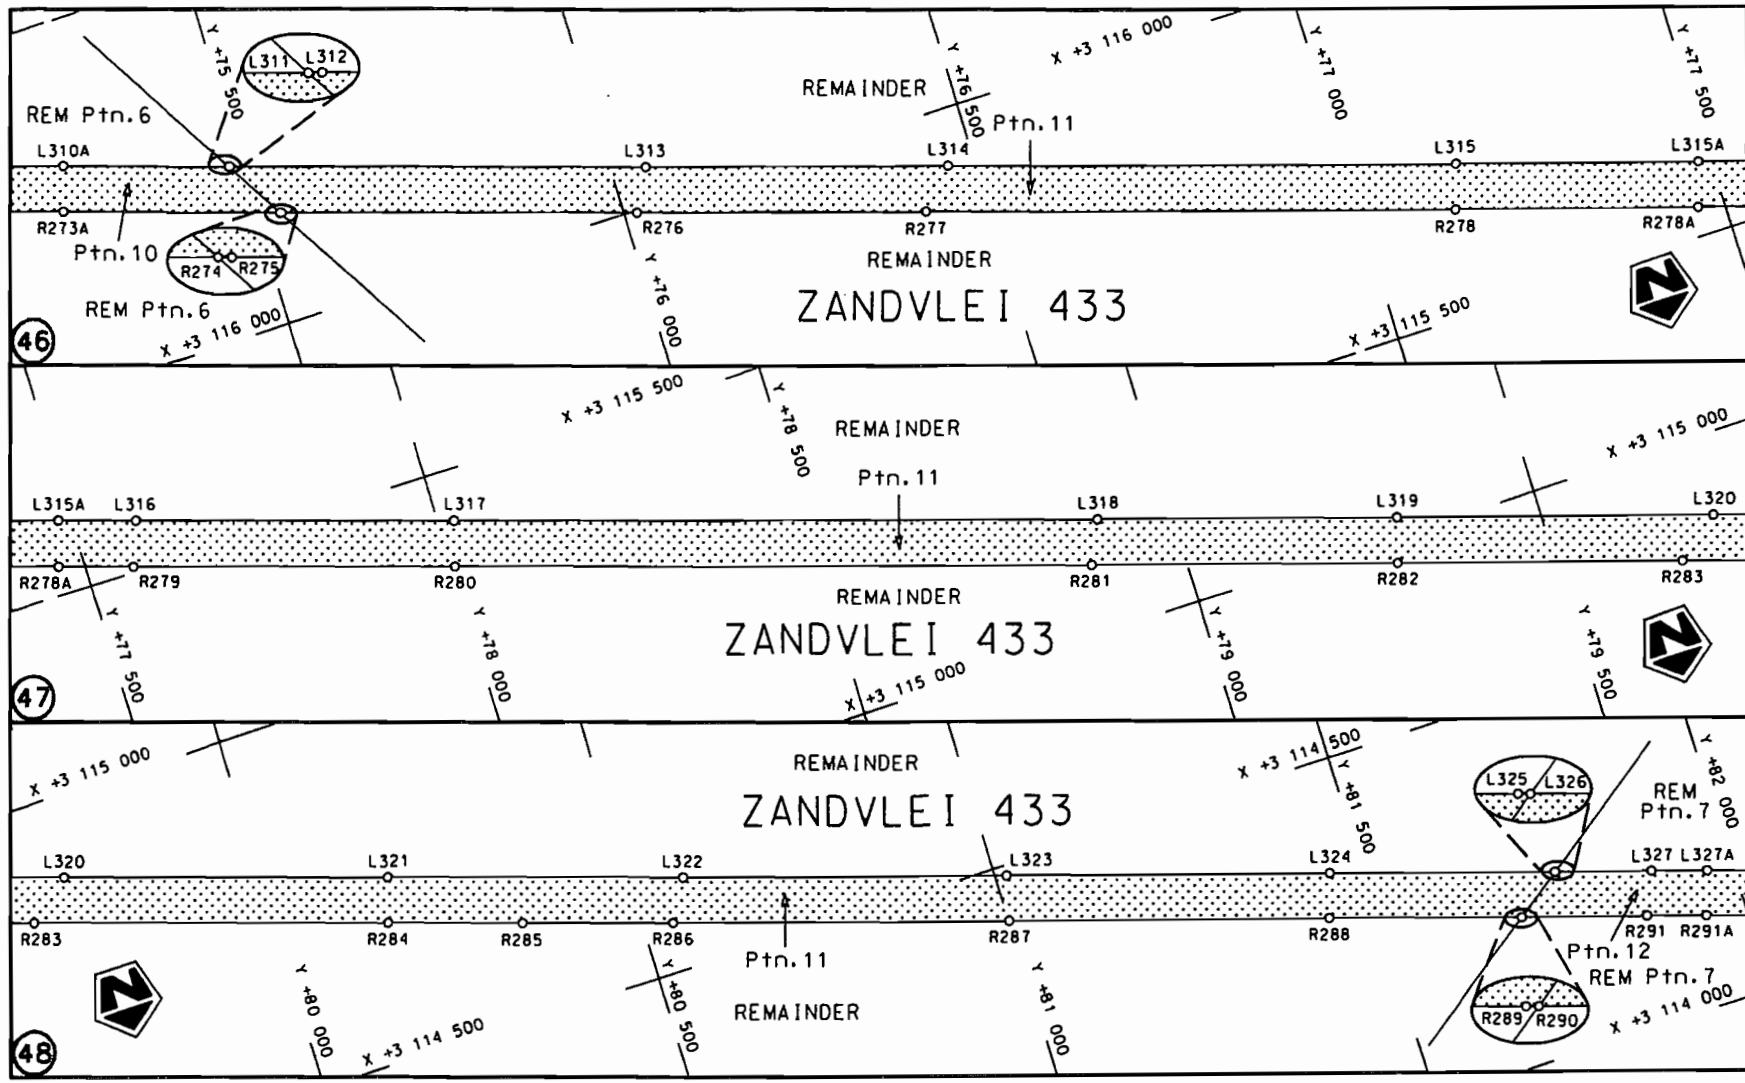 Y +75 500
L311 L312
REMAINDER
Y +76 500
X +3 116 000
Y +77 000
Y +77 500
REM Ptn.6
Ptn.11
L310A
L313
L314
L315
L315A
R273A
R276
R277
R278
R278A
Ptn.10
R274 R275
REMAINDER
REM Ptn.6
X +3 116 000
Y +76 000
ZANDVLEI 433
X +3 115 500
N
46
X +3 115 500
Y +78 500
REMAINDER
X +3 115 000
Ptn.11
L315A
L316
L317
L318
L319
L320
R278A
R279
R280
R281
R282
R283
REMAINDER
Y +77 500
Y +78 000
ZANDVLEI 433
Y +79 000
Y +79 500
N
X +3 115 000
47
X +3 115 000
REMAINDER
X +3 114 500
Y +81 500
L325 L326
REM
Ptn.7
Y +82 000
ZANDVLEI 433
L320
L321
L322
L323
L324
L327
L327A
R283
R284
R285
R286
R287
R288
R291
R291A
Ptn.11
Ptn.12
REM Ptn.7
N
Y +80 000
X +3 114 500
Y +80 500
REMAINDER
Y +81 000
R289 R290
X +3 114 000
48